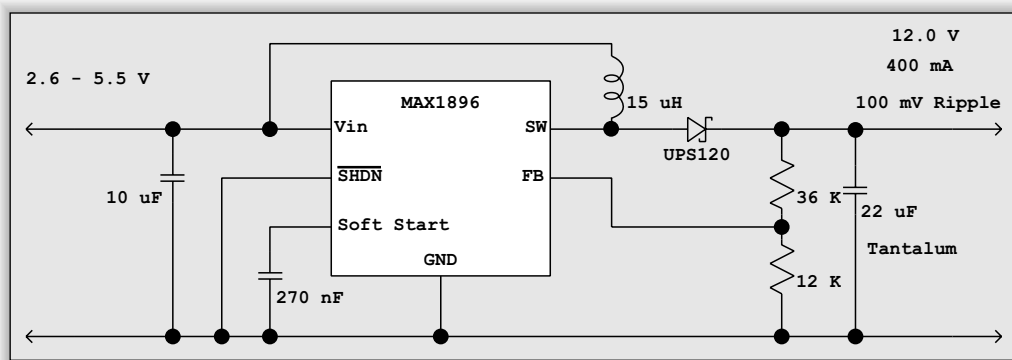 12.0 V
400 mA
100 mV Ripple
2.6 - 5.5 V
MAX1896
15 uH
Vin
SW
UPS120
SHDN
FB
10 uF
36 K
22 uF
Soft Start
Tantalum
GND
12 K
270 nF